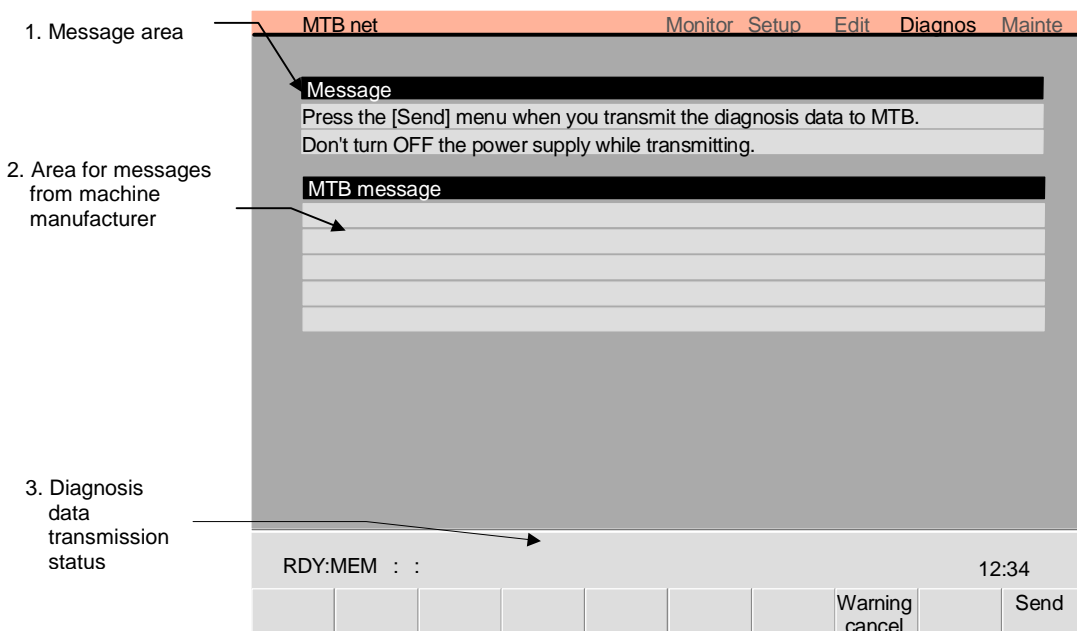 1. Message area
MTB net Monitor Setup Edit Diagnos Mainte
Message
Press the [Send] menu when you transmit the diagnosis data to MTB.
Don't turn OFF the power supply while transmitting.
2. Area for messages
from machine
manufacturer
MTB message
3. Diagnosis
data
transmission
status
RDY:MEM : :
12:34
Warning
cancel
Send